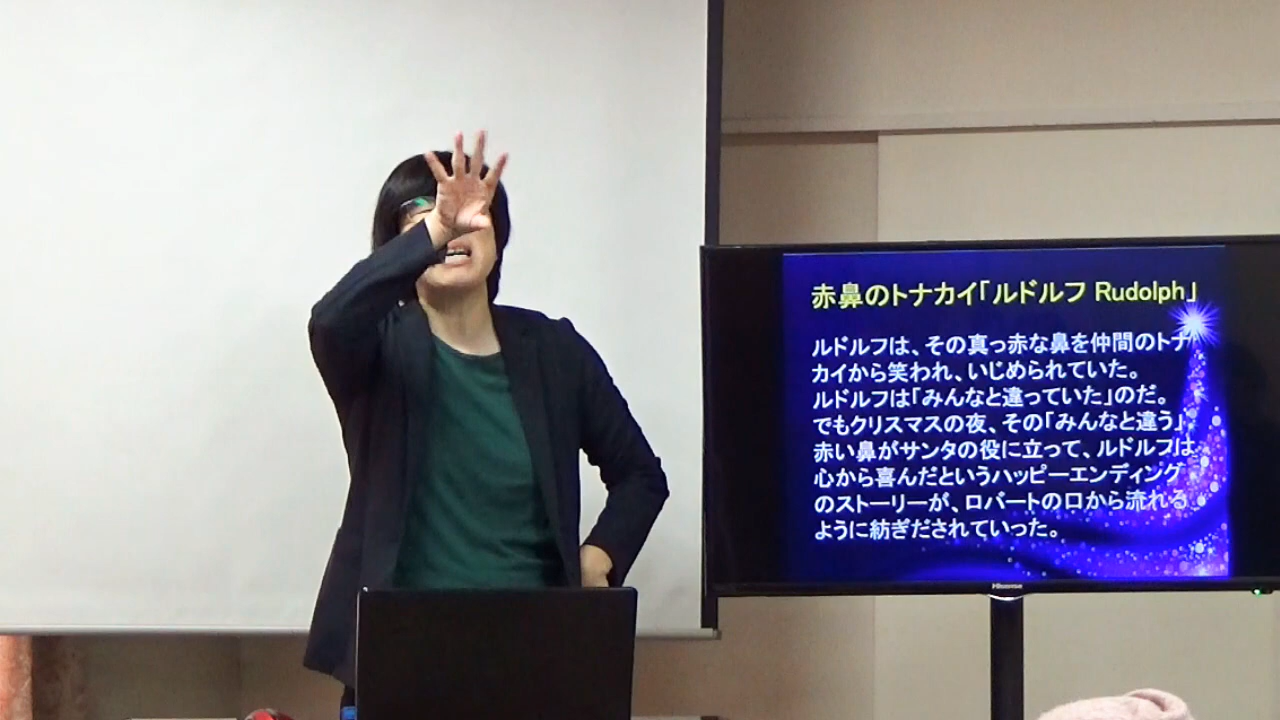 赤鼻のトナカイ「ルドルフ Rudolph」
ルドルフは、その真っ赤な鼻を仲間のトナ
カイから笑われ、いじめられていた。
ルドルフは「みんなと違っていた」のだ。
でもクリスマスの夜、その「みんなと違う」
赤い鼻がサンタの役に立って、ルドルフは
心から喜んだというハッピーエンディング
のストーリーが、ロバートの口から流れる
ように紡ぎだされていった。
Hisense